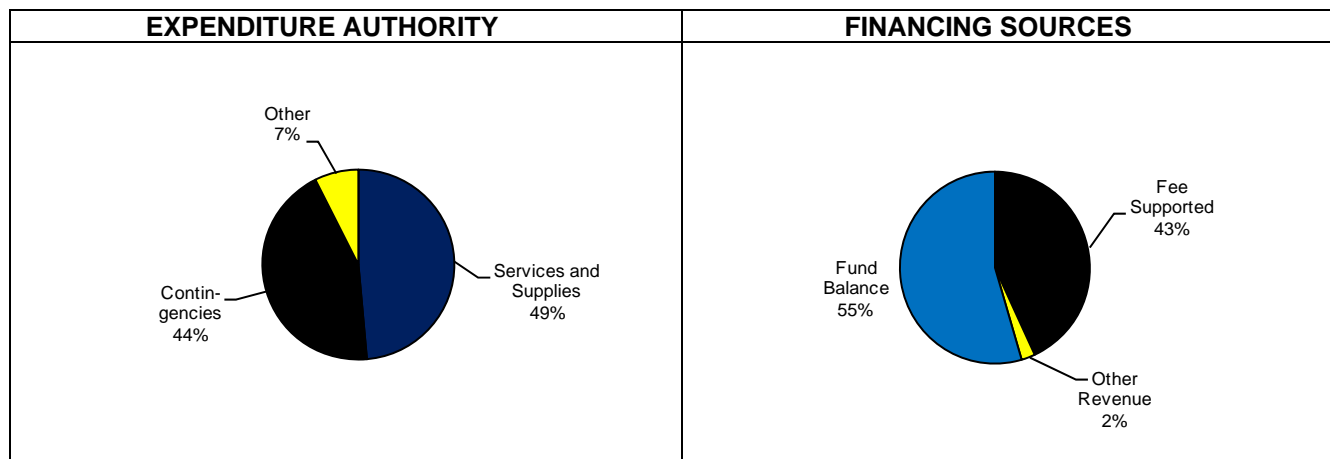 EXPENDITURE AUTHORITY
Other
7%
Contin-
gencies
44%
Services and
Supplies
49%
FINANCING SOURCES
Fee
Supported
43%
Fund
Balance
55%
Other
Revenue
2%